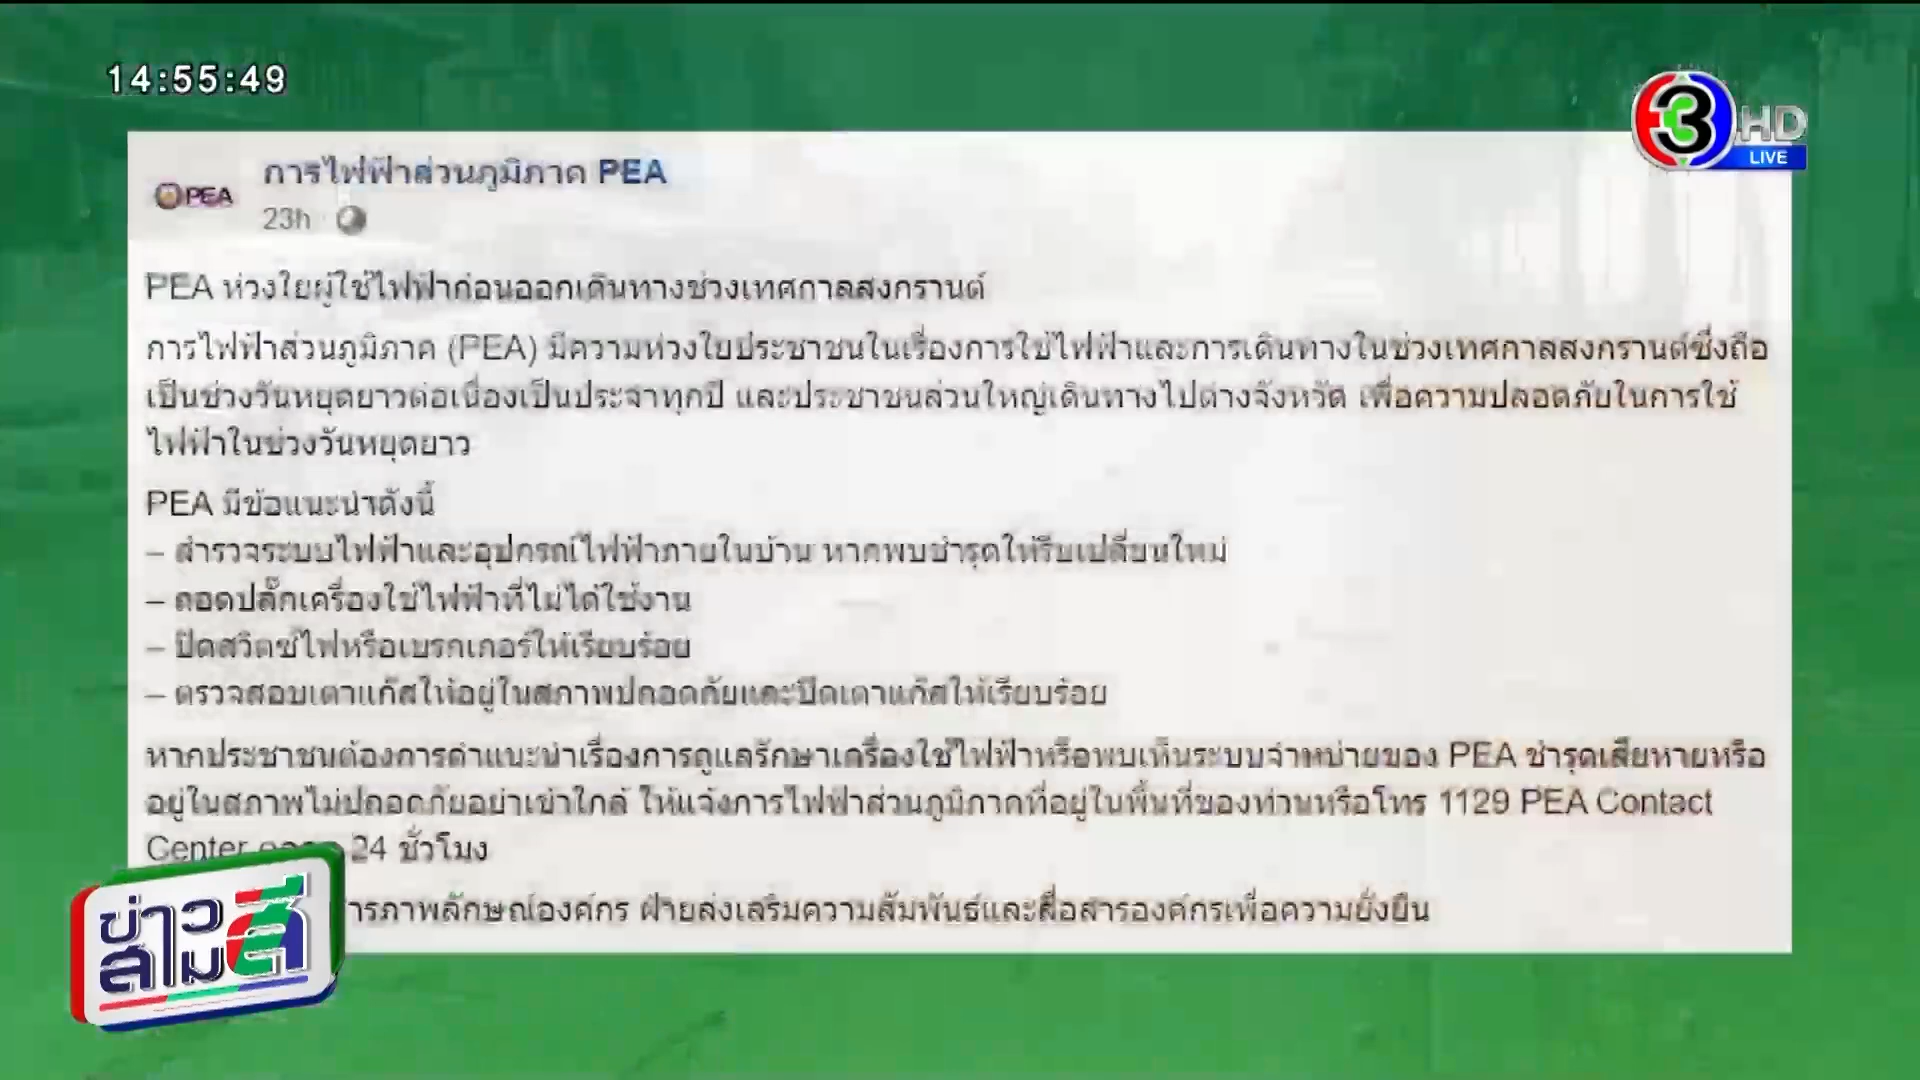 14:55:49
3 HD
LIVE
PEA
การไฟฟ้าส่วนภูมิภาค PEA
23h
PEA ห่วงใยผู้ใช้ไฟฟ้าก่อนออกเดินทางช่วงเทศกาลสงกรานต์
การไฟฟ้าส่วนภูมิภาค (PEA) มีความห่วงใยประชาชนในเรื่องการใช้ไฟฟ้าและการเดินทางในช่วงเทศกาลสงกรานต์ซึ่งถือ
เป็นช่วงวันหยุดยาวต่อเนื่องเป็นประจำทุกปี และประชาชนส่วนใหญ่เดินทางไปต่างจังหวัด เพื่อความปลอดภัยในการใช้
ไฟฟ้าในช่วงวันหยุดยาว
PEA มีข้อแนะนำดังนี้
– สำรวจระบบไฟฟ้าและอุปกรณ์ไฟฟ้าภายในบ้าน หากพบชำรุดให้รีบเปลี่ยนใหม่
– ถอดปลั๊กเครื่องใช้ไฟฟ้าที่ไม่ได้ใช้งาน
– ปิดสวิตช์ไฟหรือเบรกเกอร์ให้เรียบร้อย
– ตรวจสอบเตาแก๊สให้อยู่ในสภาพปลอดภัยและปิดเตาแก๊สให้เรียบร้อย
หากประชาชนต้องการคำแนะนำเรื่องการดูแลรักษาเครื่องใช้ไฟฟ้าหรือพบเห็นระบบจำหน่ายของ PEA ชำรุดเสียหายหรือ
อยู่ในสภาพไม่ปลอดภัยอย่าเข้าใกล้ ให้แจ้งการไฟฟ้าส่วนภูมิภาคที่อยู่ในพื้นที่ของท่านหรือโทร 1129 PEA Contact
Center 24 ชั่วโมง
ารภาพลักษณ์องค์กร ฝ่ายส่งเสริมความสัมพันธ์และสื่อสารองค์กรเพื่อความยั่งยืน
ข่าว
สามสี